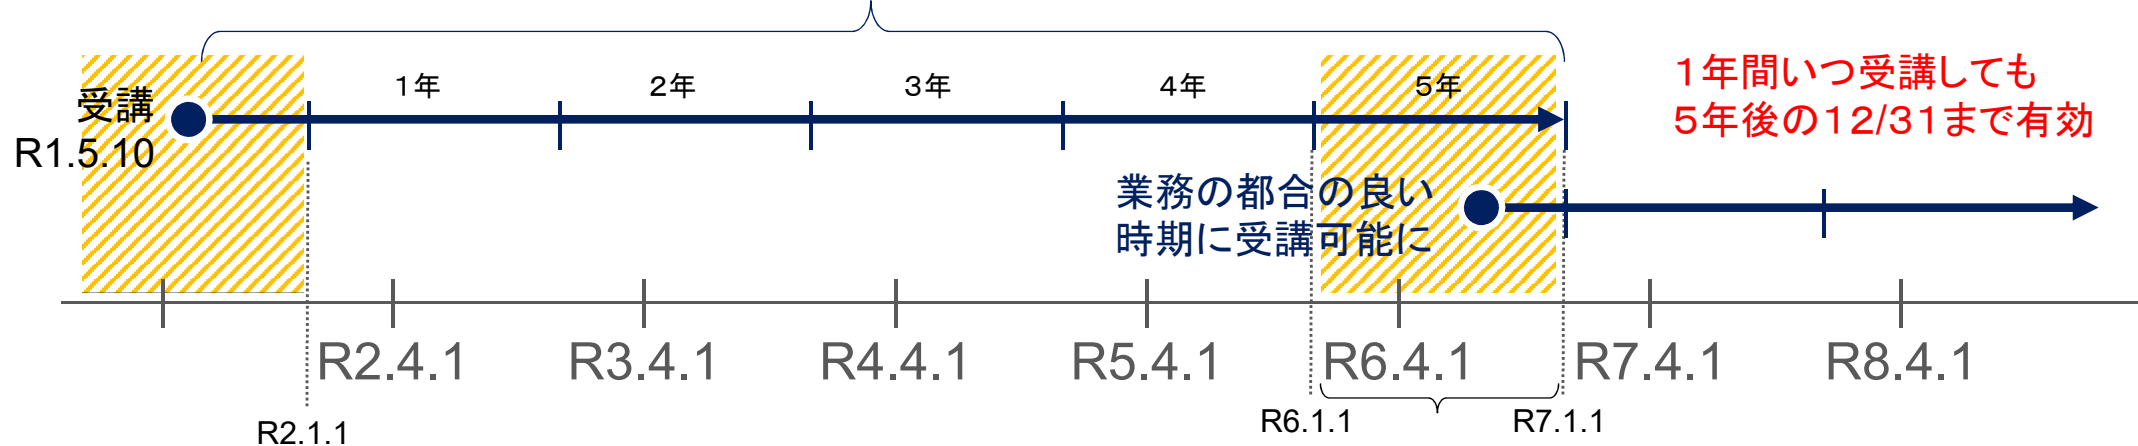 受講
R1.5.10
１年
２年
３年
４年
５年
１年間いつ受講しても
５年後の１２/３１まで有効
業務の都合の良い
時期に受講可能に
R2.4.1
R3.4.1
R4.4.1
R5.4.1
R6.4.1
R7.4.1
R8.4.1
R2.1.1
R6.1.1
R7.1.1